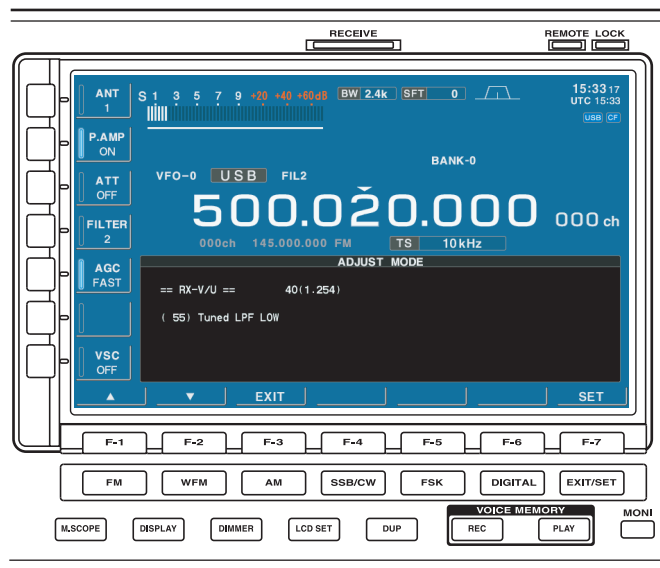 RECEIVE
REMOTE LOCK
ANT
1
S 1 3 5 7 9 +20 +40 +60dB
BW 2.4k SFT 0
15:33 17
UTC 15:33
USB CF
P.AMP
ON
BANK-0
ATT
OFF
VFO-0 USB FIL2
500.020.000 000 ch
FILTER
2
000ch 145.000.000 FM TS 10kHz
ADJUST MODE
AGC
FAST
== RX-V/U == 40(1.254)
( 55) Tuned LPF LOW
VSC
OFF
▲ ▼ EXIT SET
F-1 F-2 F-3 F-4 F-5 F-6 F-7
FM WFM AM SSB/CW FSK DIGITAL EXIT/SET
VOICE MEMORY
MONI
M.SCOPE DISPLAY DIMMER LCD SET DUP REC PLAY